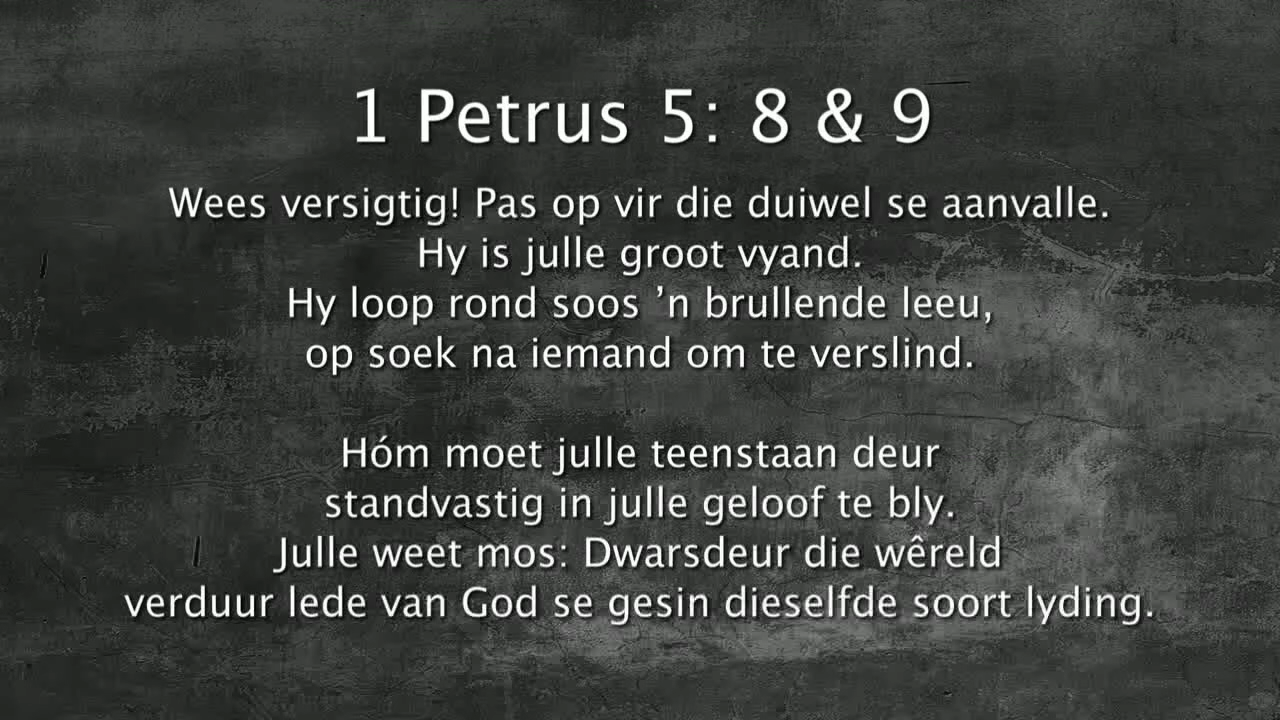 1 Petrus 5: 8 & 9
Wees versigtig! Pas op vir die duiwel se aanvalle.
Hy is julle groot vyand.
Hy loop rond soos ’n brullende leeu,
op soek na iemand om te verslind.
Hóm moet julle teenstaan deur
standvastig in julle geloof te bly.
Julle weet mos: Dwarsdeur die wêreld
verduur lede van God se gesin dieselfde soort lyding.